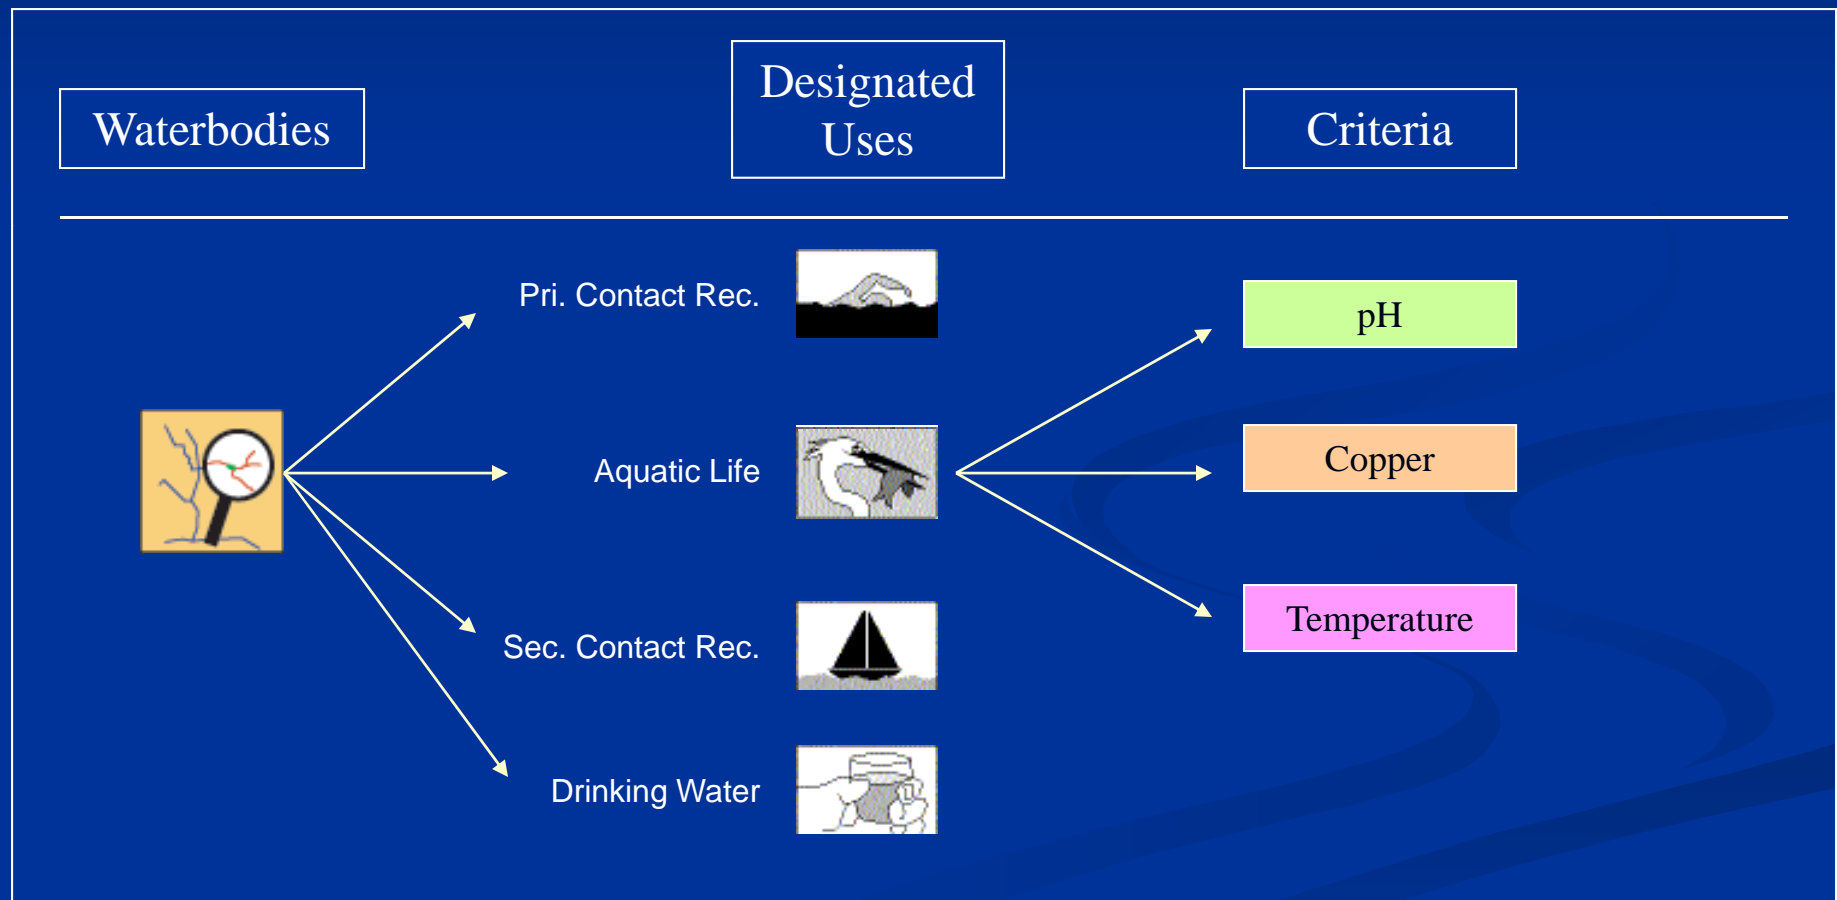 Waterbodies
Designated
Uses
Criteria
Pri. Contact Rec.
Aquatic Life
Sec. Contact Rec.
Drinking Water
pH
Copper
Temperature